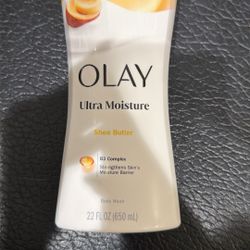 OLAY
Ultra Moisture
Shea Butter
B3 Complex
Strengthens Skin's
Moisture Barrier
Body Wash
22 FL OZ (650 mL)